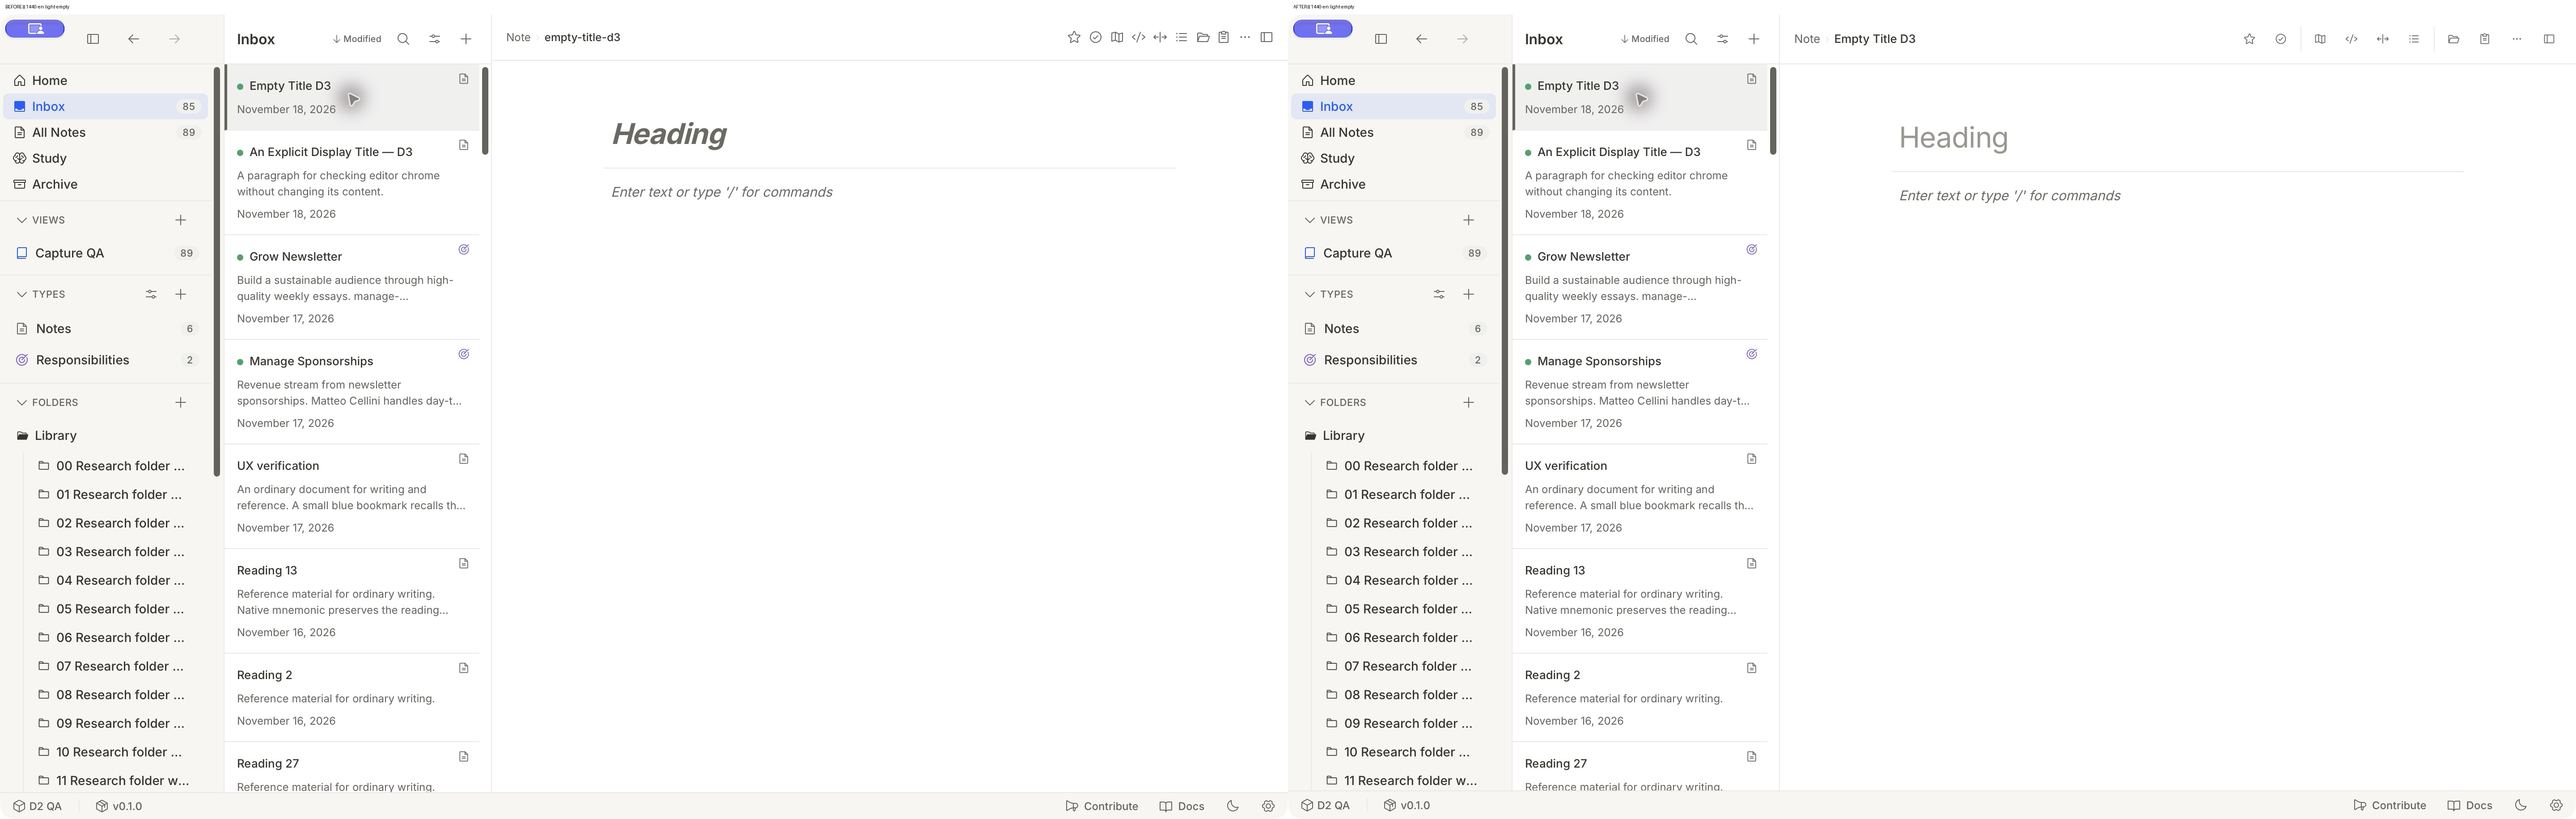 BEFORE@1440-en-light-empty
Inbox
Modified
Note
empty-title-d3
Home
Inbox 85
All Notes 89
Study
Archive
VIEWS
Capture QA 89
TYPES
Notes 6
Responsibilities 2
FOLDERS
Library
00 Research folder ...
01 Research folder ...
02 Research folder ...
03 Research folder ...
04 Research folder ...
05 Research folder ...
06 Research folder ...
07 Research folder ...
08 Research folder ...
09 Research folder ...
10 Research folder ...
11 Research folder w...
Empty Title D3
November 18, 2026
An Explicit Display Title — D3
A paragraph for checking editor chrome
without changing its content.
November 18, 2026
Grow Newsletter
Build a sustainable audience through high-
quality weekly essays. manage-...
November 17, 2026
Manage Sponsorships
Revenue stream from newsletter
sponsorships. Matteo Cellini handles day-t...
November 17, 2026
UX verification
An ordinary document for writing and
reference. A small blue bookmark recalls th...
November 17, 2026
Reading 13
Reference material for ordinary writing.
Native mnemonic preserves the reading...
November 16, 2026
Reading 2
Reference material for ordinary writing.
November 16, 2026
Reading 27
Reference material for ordinary writing.
Heading
Enter text or type '/' for commands
D2 QA
v0.1.0
Contribute
Docs
AFTER@1440-en-light-empty
Inbox
Modified
Note
Empty Title D3
Home
Inbox 85
All Notes 89
Study
Archive
VIEWS
Capture QA 89
TYPES
Notes 6
Responsibilities 2
FOLDERS
Library
00 Research folder ...
01 Research folder ...
02 Research folder ...
03 Research folder ...
04 Research folder ...
05 Research folder ...
06 Research folder ...
07 Research folder ...
08 Research folder ...
09 Research folder ...
10 Research folder ...
11 Research folder w...
Empty Title D3
November 18, 2026
An Explicit Display Title — D3
A paragraph for checking editor chrome
without changing its content.
November 18, 2026
Grow Newsletter
Build a sustainable audience through high-
quality weekly essays. manage-...
November 17, 2026
Manage Sponsorships
Revenue stream from newsletter
sponsorships. Matteo Cellini handles day-t...
November 17, 2026
UX verification
An ordinary document for writing and
reference. A small blue bookmark recalls th...
November 17, 2026
Reading 13
Reference material for ordinary writing.
Native mnemonic preserves the reading...
November 16, 2026
Reading 2
Reference material for ordinary writing.
November 16, 2026
Reading 27
Reference material for ordinary writing.
Heading
Enter text or type '/' for commands
D2 QA
v0.1.0
Contribute
Docs